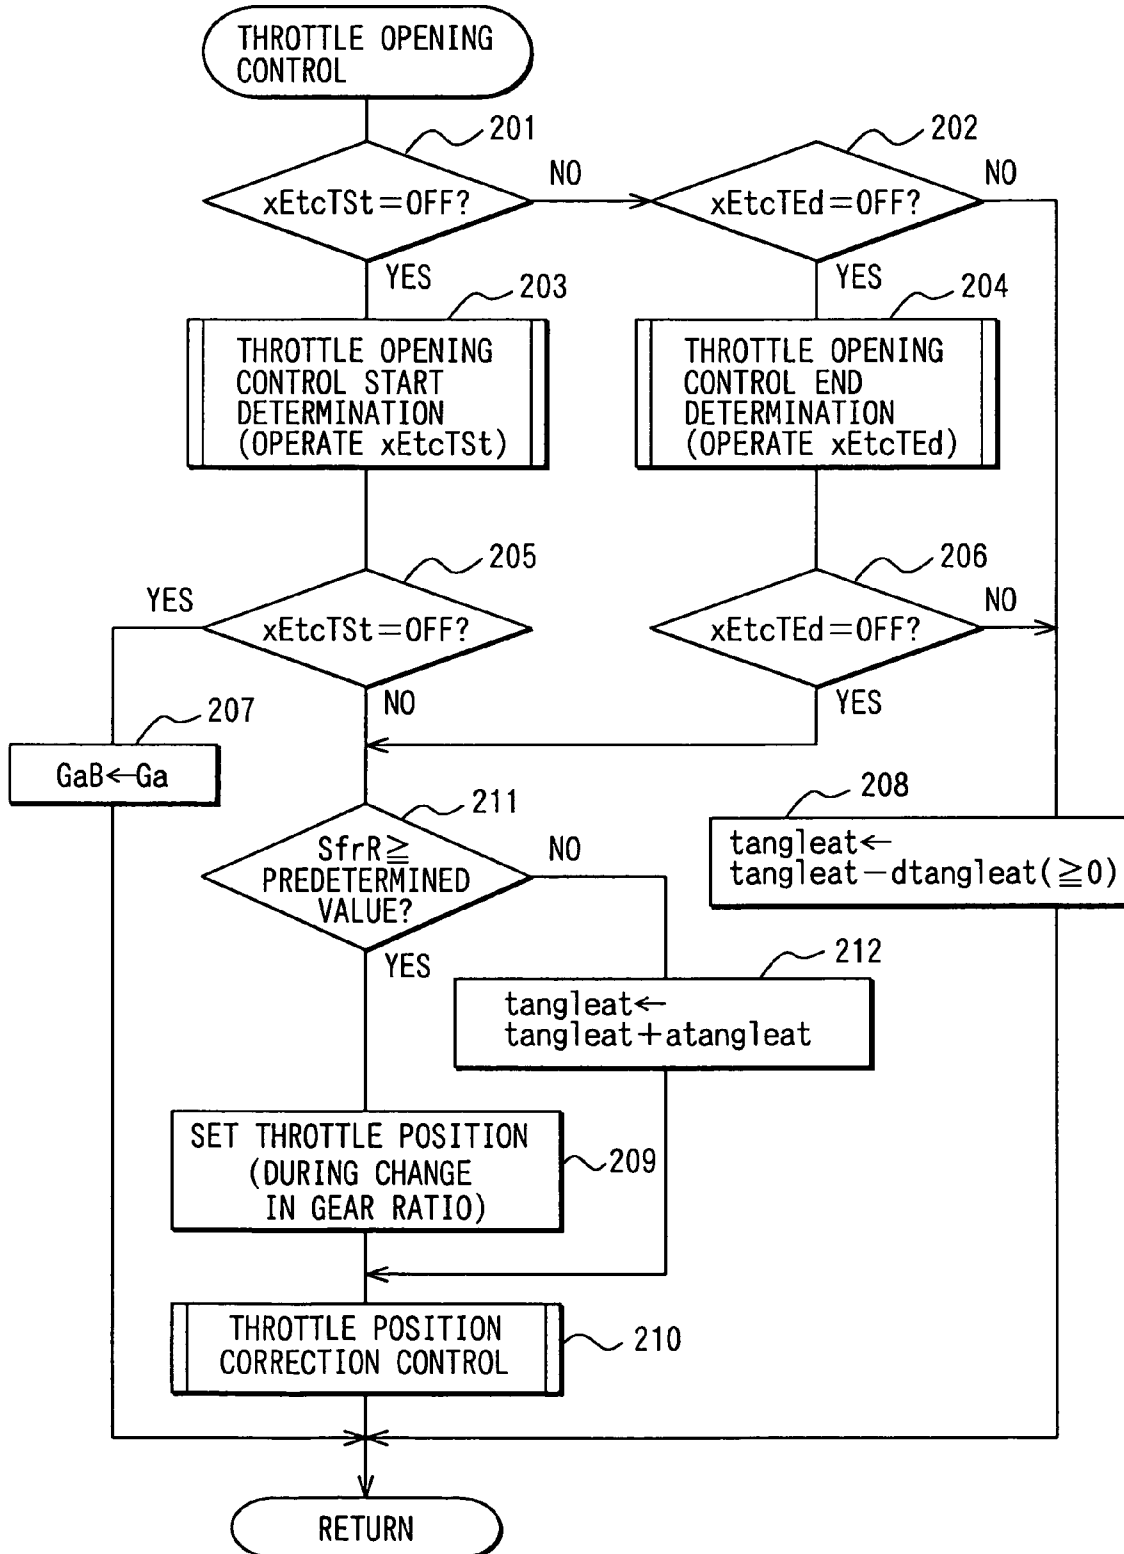 THROTTLE OPENING
CONTROL
201
202
xEtcTSt=OFF?
NO
xEtcTEd=OFF?
NO
YES
YES
203
204
THROTTLE OPENING
CONTROL START
DETERMINATION
(OPERATE xEtcTSt)
THROTTLE OPENING
CONTROL END
DETERMINATION
(OPERATE xEtcTEd)
205
206
YES
xEtcTSt=OFF?
xEtcTEd=OFF?
NO
NO
YES
207
GaB←Ga
208
tangleat←
tangleat−dtangleat(≧0)
211
SfrR≧
PREDETERMINED
VALUE?
NO
YES
212
tangleat←
tangleat+atangleat
SET THROTTLE POSITION
(DURING CHANGE
IN GEAR RATIO)
209
THROTTLE POSITION
CORRECTION CONTROL
210
RETURN